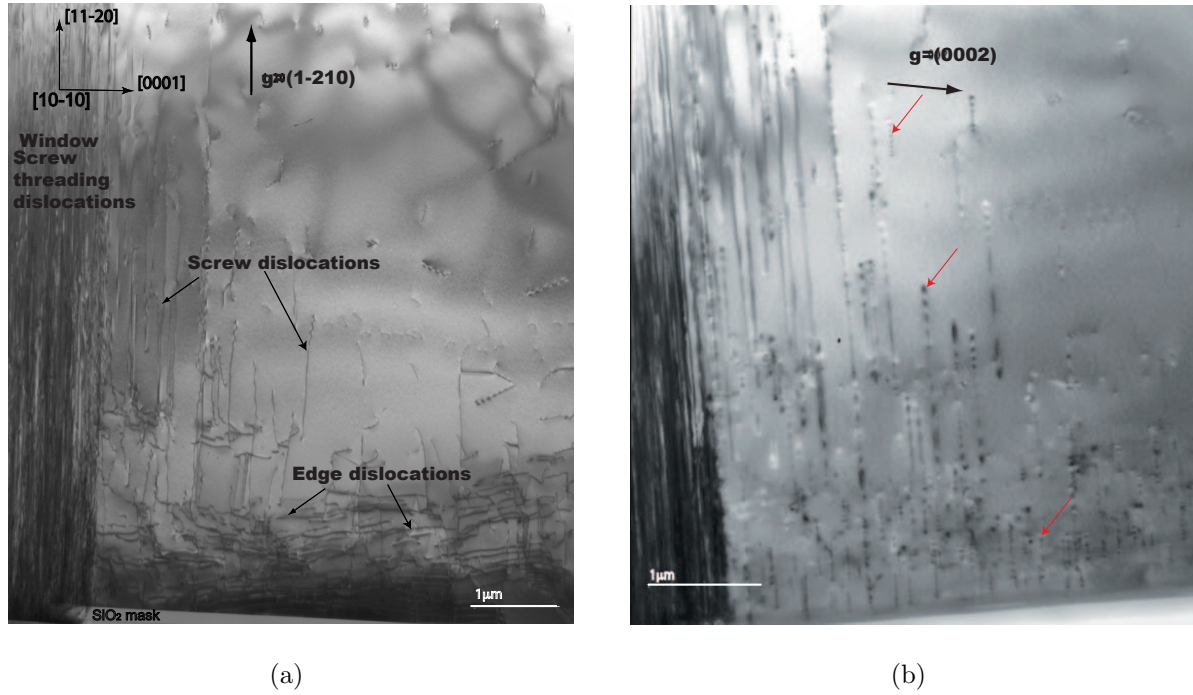 [11-20]
[0001]
[10-10]
(1-210)
Window
Screw
threading
dislocations
Screw dislocations
Edge dislocations
1μm
SIO₂ mask
(0002)
1μm
(a)
(b)